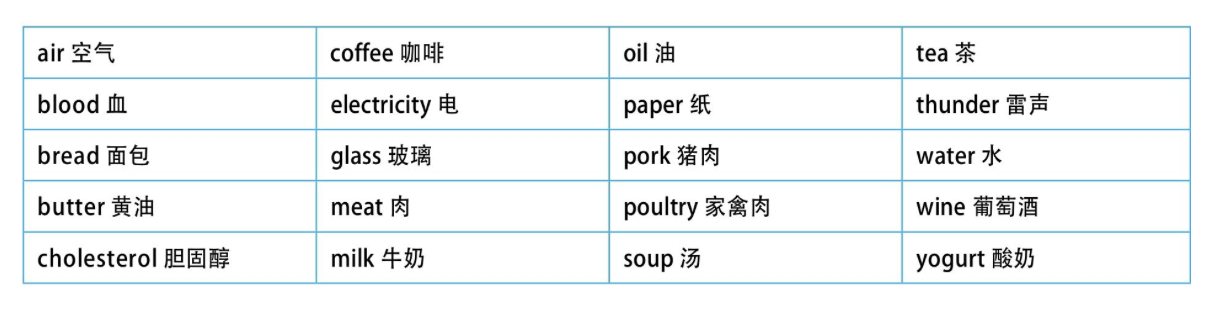 air 空气 coffee 咖啡 oil 油 tea 茶
blood 血 electricity 电 paper 纸 thunder 雷声
bread 面包 glass 玻璃 pork 猪肉 water 水
butter 黄油 meat 肉 poultry 家禽肉 wine 葡萄酒
cholesterol 胆固醇 milk 牛奶 soup 汤 yogurt 酸奶